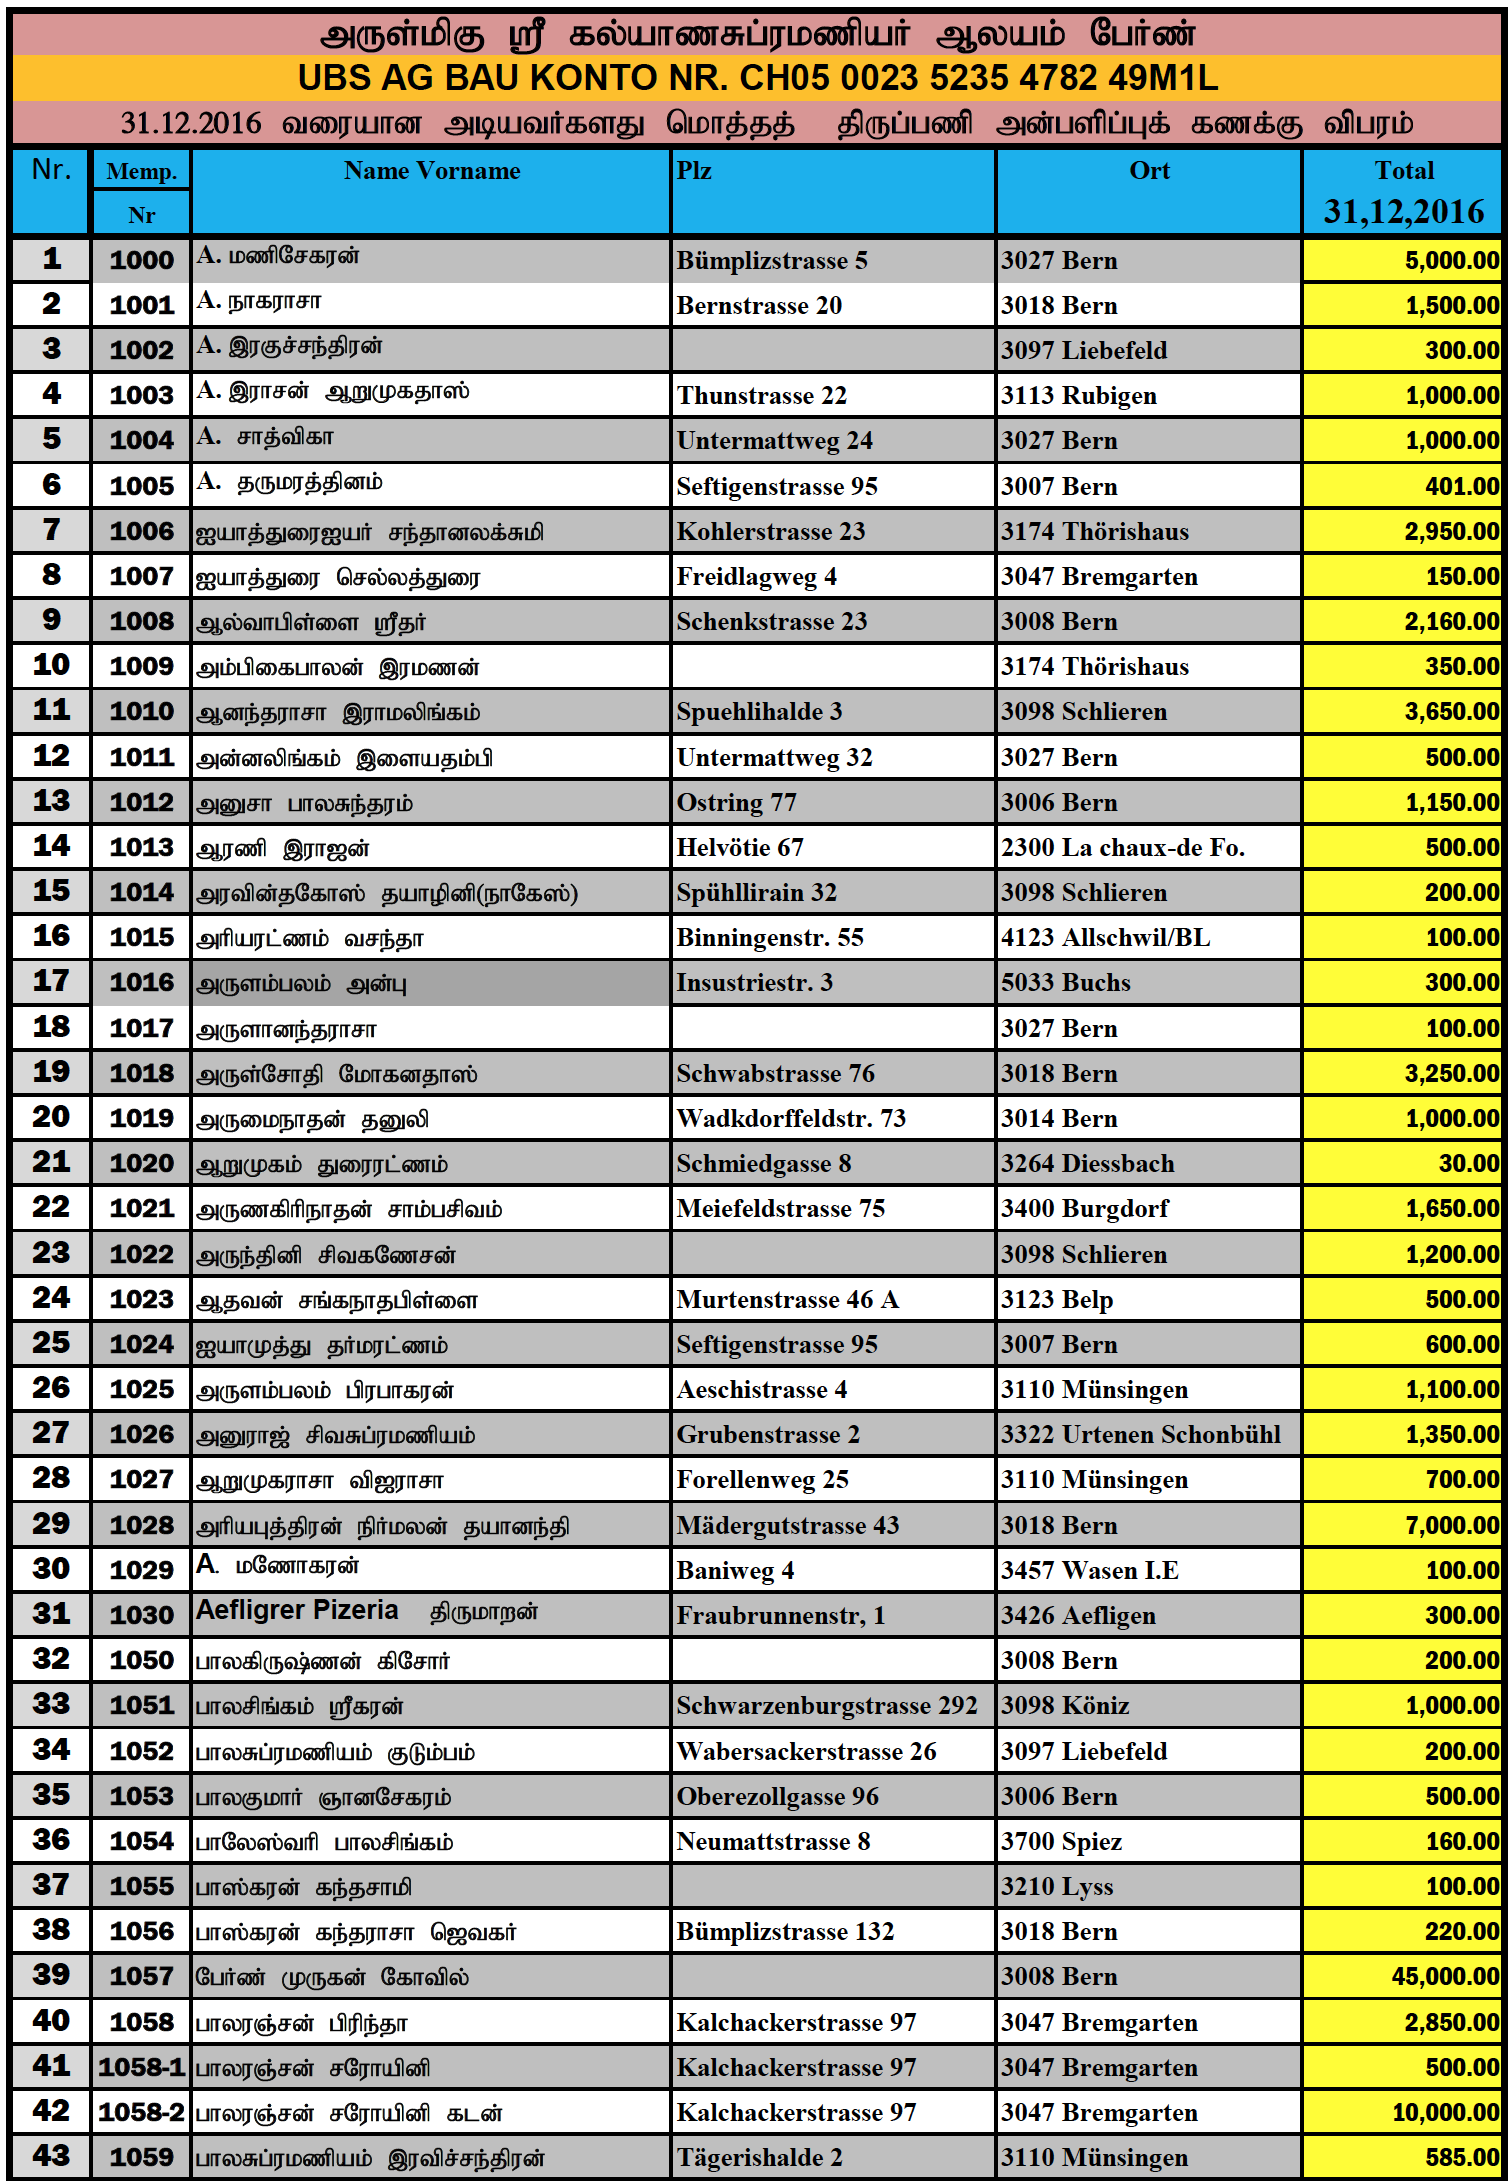 அருள்மிகு ஸ்ரீ கல்யாணசுப்ரமணியர் ஆலயம் பேர்ண்
UBS AG BAU KONTO NR. CH05 0023 5235 4782 49M1L
31.12.2016 வரையான அடியவர்களது மொத்தத் திருப்பணி அன்பளிப்புக் கணக்கு விபரம்
Nr. Memp. Nr Name Vorname Plz Ort Total 31,12,2016
1 1000 A. மணிசேகரன் Bümplizstrasse 5 3027 Bern 5,000.00
2 1001 A. நாகராசா Bernstrasse 20 3018 Bern 1,500.00
3 1002 A. இரகுச்சந்திரன் 3097 Liebefeld 300.00
4 1003 A. இராசன் ஆறுமுகதாஸ் Thunstrasse 22 3113 Rubigen 1,000.00
5 1004 A. சாத்விகா Untermattweg 24 3027 Bern 1,000.00
6 1005 A. தருமரத்தினம் Seftigenstrasse 95 3007 Bern 401.00
7 1006 ஐயாத்துரைஐயர் சந்தானலக்சுமி Kohlerstrasse 23 3174 Thörishaus 2,950.00
8 1007 ஐயாத்துரை செல்லத்துரை Freidlagweg 4 3047 Bremgarten 150.00
9 1008 ஆல்வாபிள்ளை ஸ்ரீதர் Schenkstrasse 23 3008 Bern 2,160.00
10 1009 அம்பிகைபாலன் இரமணன் 3174 Thörishaus 350.00
11 1010 ஆனந்தராசா இராமலிங்கம் Spuehlihalde 3 3098 Schlieren 3,650.00
12 1011 அன்னலிங்கம் இளையதம்பி Untermattweg 32 3027 Bern 500.00
13 1012 அனுசா பாலசுந்தரம் Ostring 77 3006 Bern 1,150.00
14 1013 ஆரணி இராஜன் Helvötie 67 2300 La chaux-de Fo. 500.00
15 1014 அரவின்தகோஸ் தயாழினி(நாகேஸ்) Spühllirain 32 3098 Schlieren 200.00
16 1015 அரியரட்ணம் வசந்தா Binningenstr. 55 4123 Allschwil/BL 100.00
17 1016 அருளம்பலம் அன்பு Insustriestr. 3 5033 Buchs 300.00
18 1017 அருளானந்தராசா 3027 Bern 100.00
19 1018 அருள்சோதி மோகனதாஸ் Schwabstrasse 76 3018 Bern 3,250.00
20 1019 அருமைநாதன் தனுலி Wadkdorffeldstr. 73 3014 Bern 1,000.00
21 1020 ஆறுமுகம் துரைரட்ணம் Schmiedgasse 8 3264 Diessbach 30.00
22 1021 அருணகிரிநாதன் சாம்பசிவம் Meiefeldstrasse 75 3400 Burgdorf 1,650.00
23 1022 அருந்தினி சிவகணேசன் 3098 Schlieren 1,200.00
24 1023 ஆதவன் சங்கநாதபிள்ளை Murtenstrasse 46 A 3123 Belp 500.00
25 1024 ஐயாமுத்து தர்மரட்ணம் Seftigenstrasse 95 3007 Bern 600.00
26 1025 அருளம்பலம் பிரபாகரன் Aeschistrasse 4 3110 Münsingen 1,100.00
27 1026 அனுராஜ் சிவசுப்ரமணியம் Grubenstrasse 2 3322 Urtenen Schonbühl 1,350.00
28 1027 ஆறுமுகராசா விஜராசா Forellenweg 25 3110 Münsingen 700.00
29 1028 அரியபுத்திரன் நிர்மலன் தயானந்தி Mädergutstrasse 43 3018 Bern 7,000.00
30 1029 A. மணோகரன் Baniweg 4 3457 Wasen I.E 100.00
31 1030 Aefligrer Pizeria திருமாறன் Fraubrunnenstr, 1 3426 Aefligen 300.00
32 1050 பாலகிருஷ்ணன் கிசோர் 3008 Bern 200.00
33 1051 பாலசிங்கம் ஸ்ரீகரன் Schwarzenburgstrasse 292 3098 Köniz 1,000.00
34 1052 பாலசுப்ரமணியம் குடும்பம் Wabersackerstrasse 26 3097 Liebefeld 200.00
35 1053 பாலகுமார் ஞானசேகரம் Oberezollgasse 96 3006 Bern 500.00
36 1054 பாலேஸ்வரி பாலசிங்கம் Neumattstrasse 8 3700 Spiez 160.00
37 1055 பாஸ்கரன் கந்தசாமி 3210 Lyss 100.00
38 1056 பாஸ்கரன் கந்தராசா ஜெவகர் Bümplizstrasse 132 3018 Bern 220.00
39 1057 பேர்ண் முருகன் கோவில் 3008 Bern 45,000.00
40 1058 பாலரஞ்சன் பிரிந்தா Kalchackerstrasse 97 3047 Bremgarten 2,850.00
41 1058-1 பாலரஞ்சன் சரோயினி Kalchackerstrasse 97 3047 Bremgarten 500.00
42 1058-2 பாலரஞ்சன் சரோயினி கடன் Kalchackerstrasse 97 3047 Bremgarten 10,000.00
43 1059 பாலசுப்ரமணியம் இரவிச்சந்திரன் Tägerishalde 2 3110 Münsingen 585.00